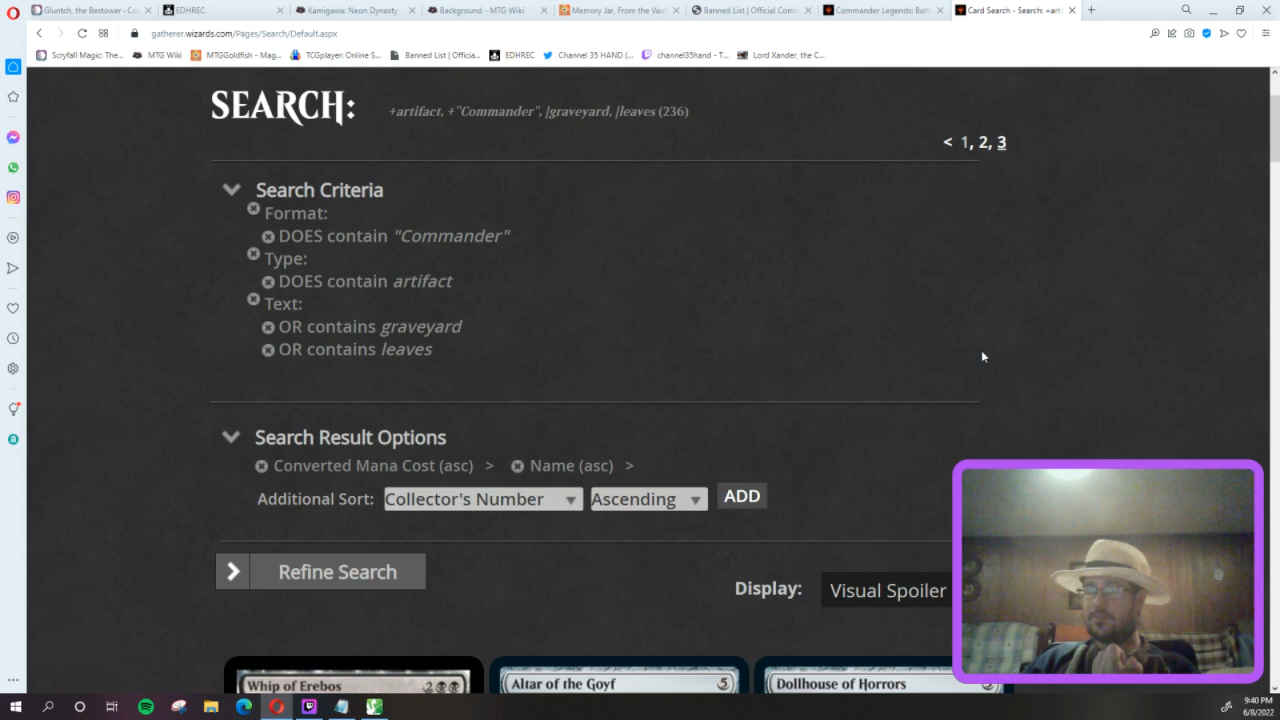 Gluntch, the Bestower · Co
EDHREC
Kamigawa: Neon Dynasty
Background - MTG Wiki
Memory Jar, From the Vau
Banned List | Official Com
Commander Legends: Batt
Card Search - Search: +art
gatherer.wizards.com/Pages/Search/Default.aspx
Scryfall Magic: The...
MTG Wiki
MTGGoldfish - Mag...
TCGplayer: Online S...
Banned List | Officia...
EDHREC
Channel 35 HAND (...
channel35hand - T...
Lord Xander, the C...
SEARCH:
+artifact, +"Commander", |graveyard, |leaves (236)
< 1, 2, 3
Search Criteria
Format:
DOES contain "Commander"
Type:
DOES contain artifact
Text:
OR contains graveyard
OR contains leaves
Search Result Options
Converted Mana Cost (asc) > Name (asc) >
Additional Sort: Collector's Number Ascending ADD
Refine Search
Display: Visual Spoiler
Whip of Erebos 2
Altar of the Goyf 5
Dollhouse of Horrors
9:40 PM
6/8/2022